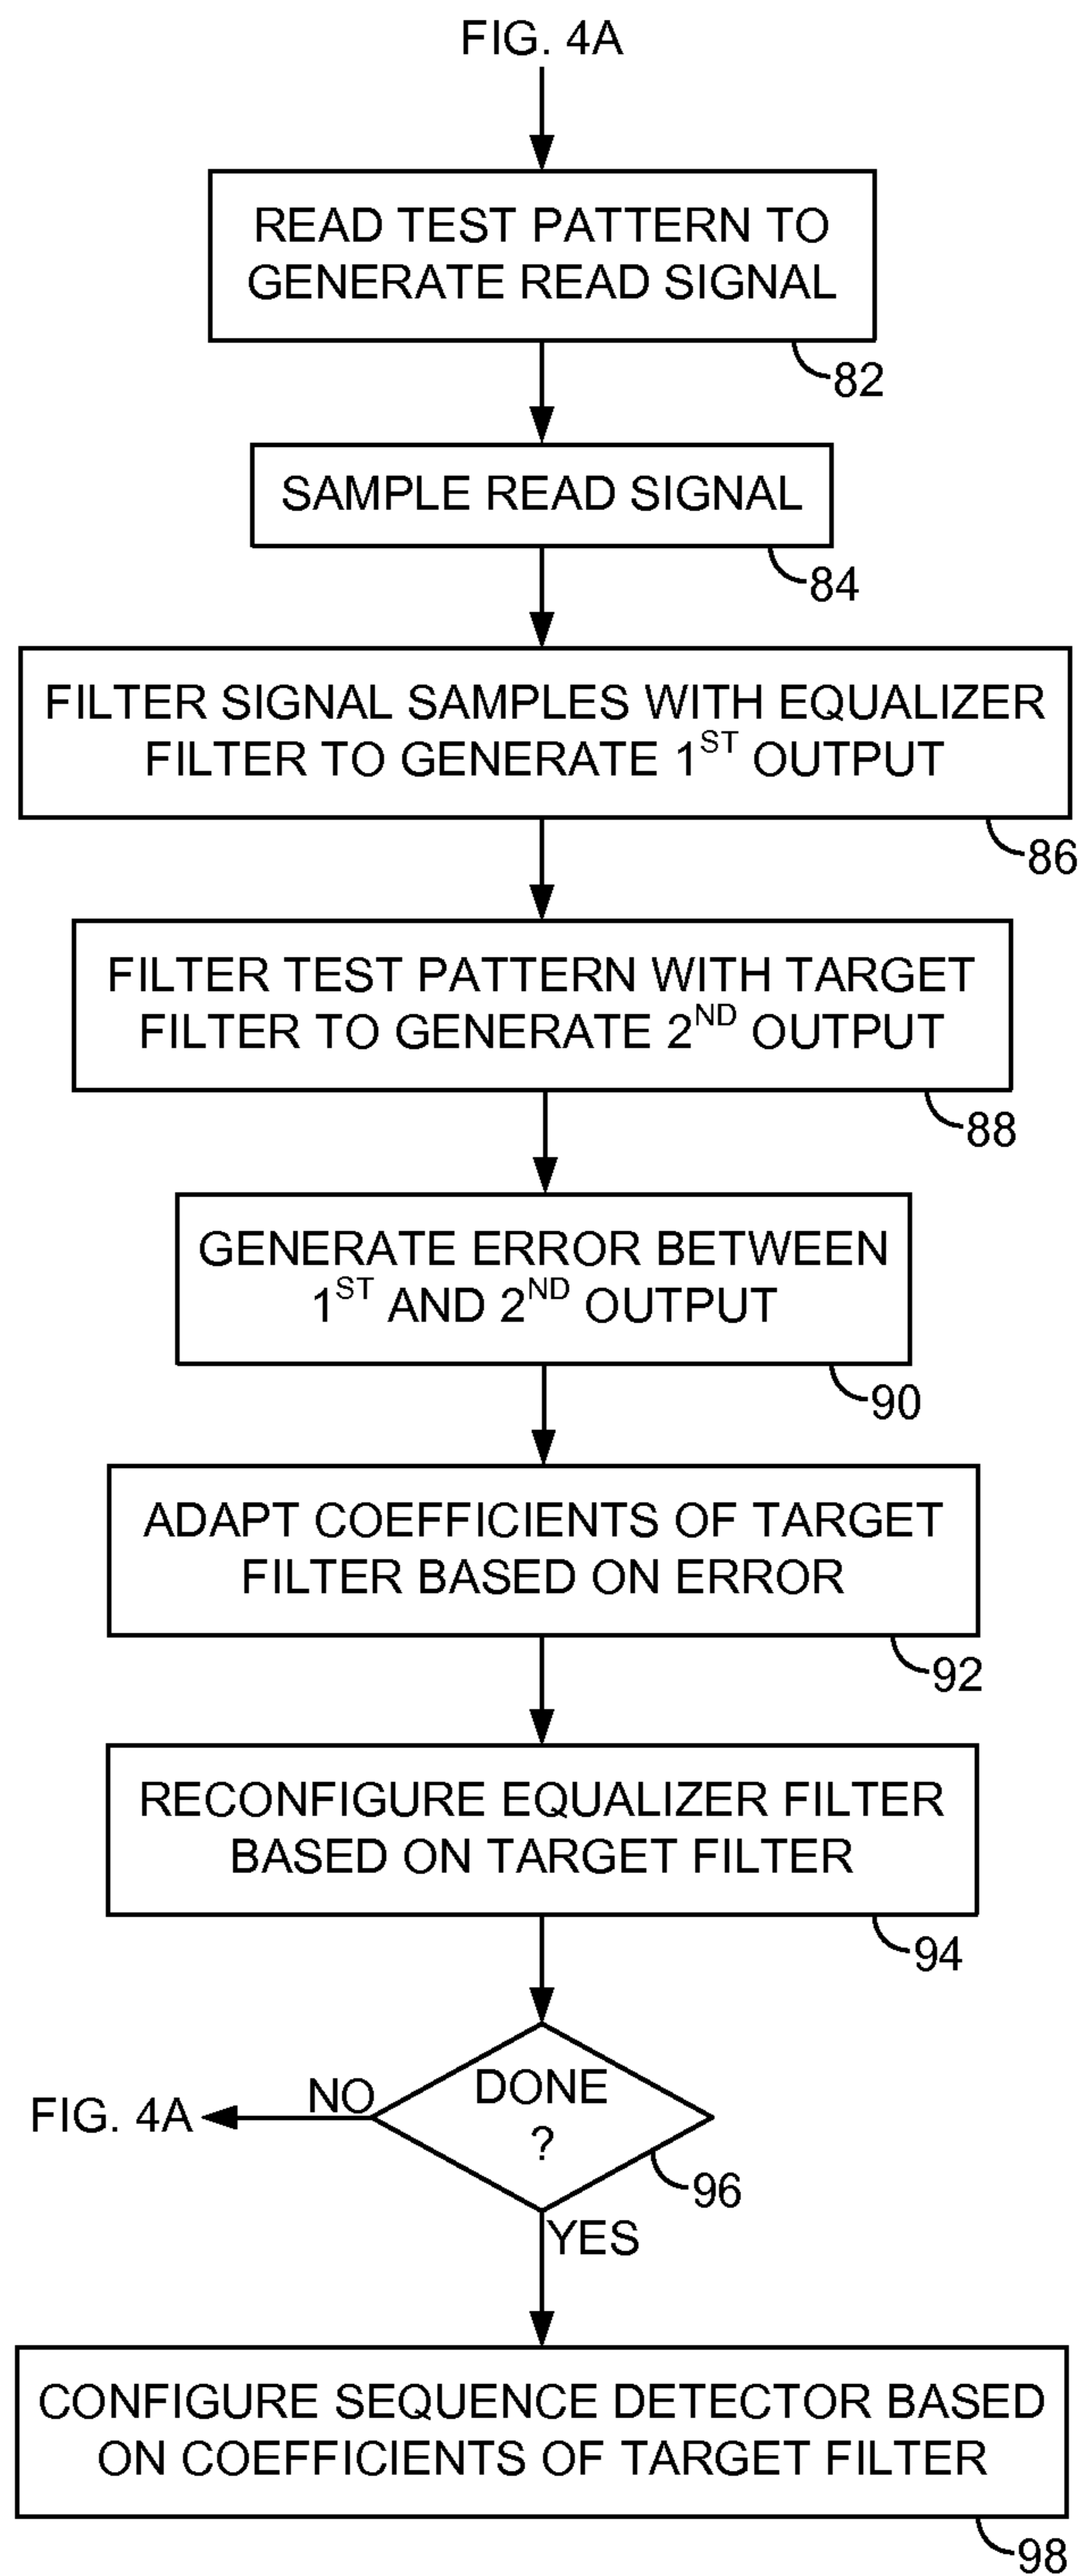 FIG. 4A
READ TEST PATTERN TO
GENERATE READ SIGNAL
82
SAMPLE READ SIGNAL
84
FILTER SIGNAL SAMPLES WITH EQUALIZER
FILTER TO GENERATE 1ST OUTPUT
86
FILTER TEST PATTERN WITH TARGET
FILTER TO GENERATE 2ND OUTPUT
88
GENERATE ERROR BETWEEN
1ST AND 2ND OUTPUT
90
ADAPT COEFFICIENTS OF TARGET
FILTER BASED ON ERROR
92
RECONFIGURE EQUALIZER FILTER
BASED ON TARGET FILTER
94
DONE
?
NO
FIG. 4A
96
YES
CONFIGURE SEQUENCE DETECTOR BASED
ON COEFFICIENTS OF TARGET FILTER
98